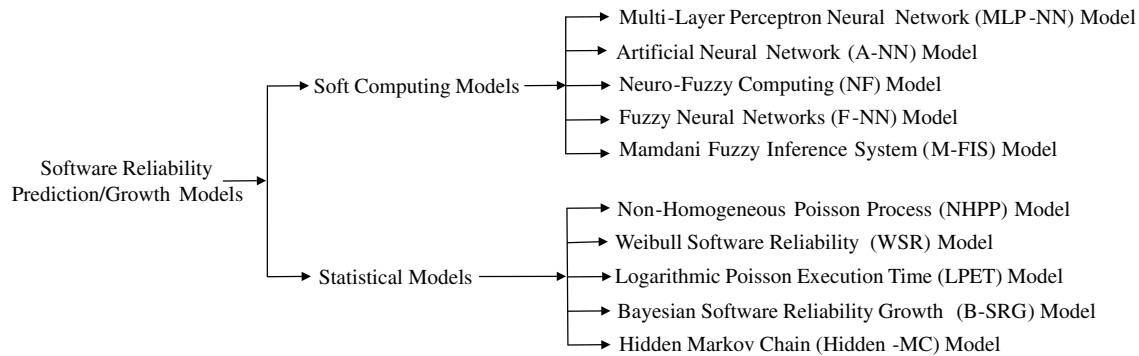 Multi-Layer Perceptron Neural Network (MLP-NN) Model
Artificial Neural Network (A-NN) Model
Soft Computing Models
Neuro-Fuzzy Computing (NF) Model
Fuzzy Neural Networks (F-NN) Model
Mamdani Fuzzy Inference System (M-FIS) Model
Software Reliability
Prediction/Growth Models
Non-Homogeneous Poisson Process (NHPP) Model
Weibull Software Reliability (WSR) Model
Statistical Models
Logarithmic Poisson Execution Time (LPET) Model
Bayesian Software Reliability Growth (B-SRG) Model
Hidden Markov Chain (Hidden -MC) Model